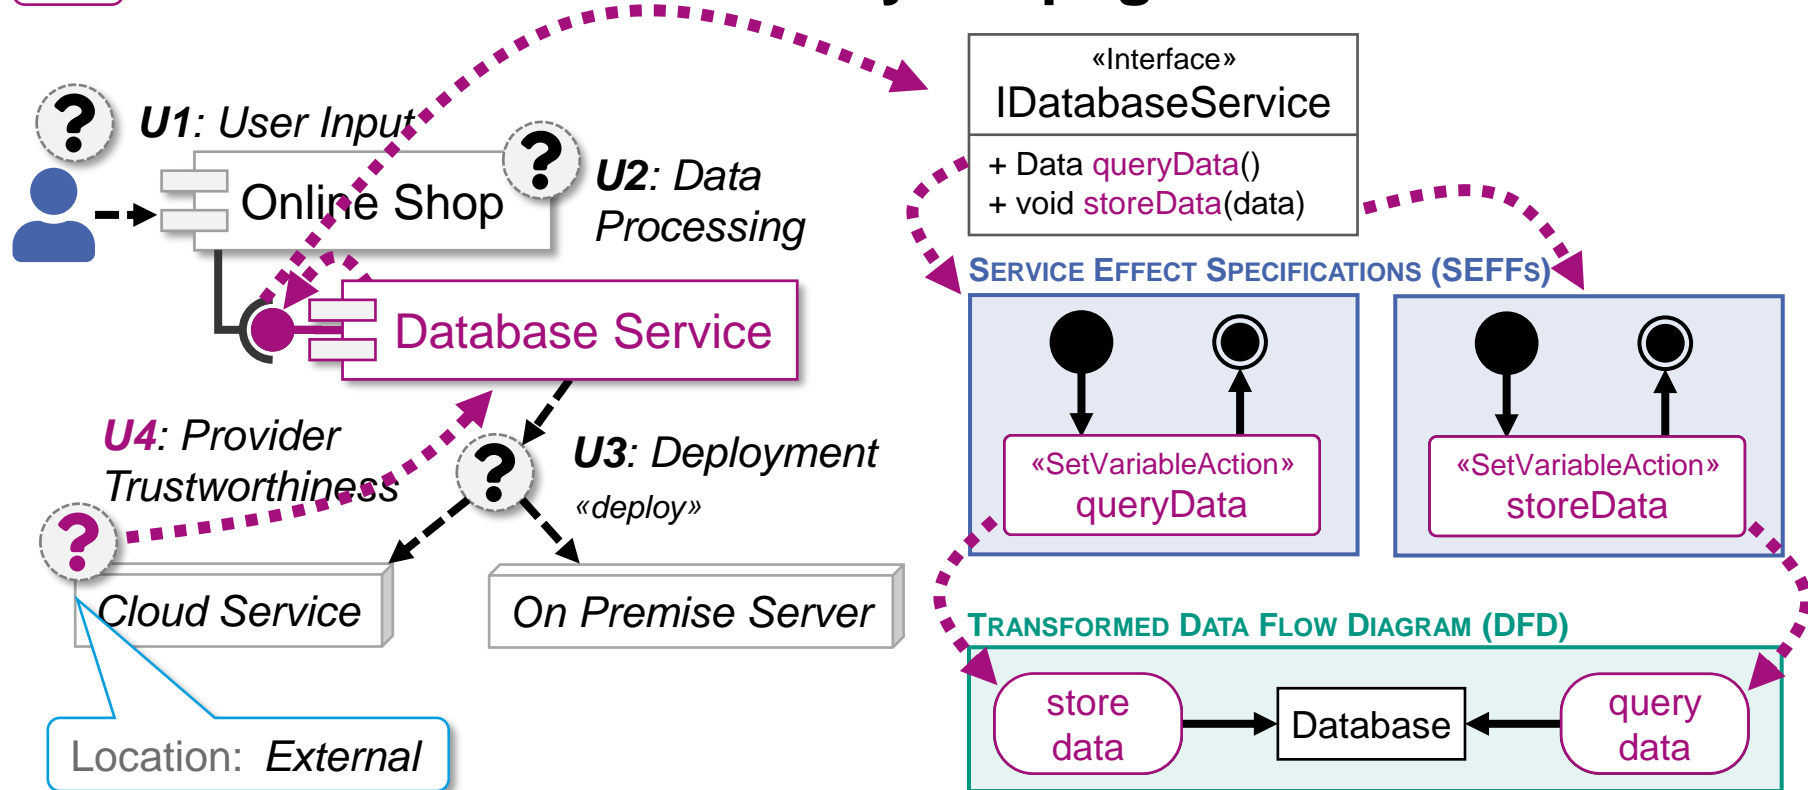 U1: User Input
Online Shop
U2: Data
Processing
Database Service
U4: Provider
Trustworthiness
U3: Deployment
«deploy»
Cloud Service
On Premise Server
Location: External
«Interface»
IDatabaseService
+ Data queryData()
+ void storeData(data)
SERVICE EFFECT SPECIFICATIONS (SEFFS)
«SetVariableAction»
queryData
«SetVariableAction»
storeData
TRANSFORMED DATA FLOW DIAGRAM (DFD)
store
data
Database
query
data